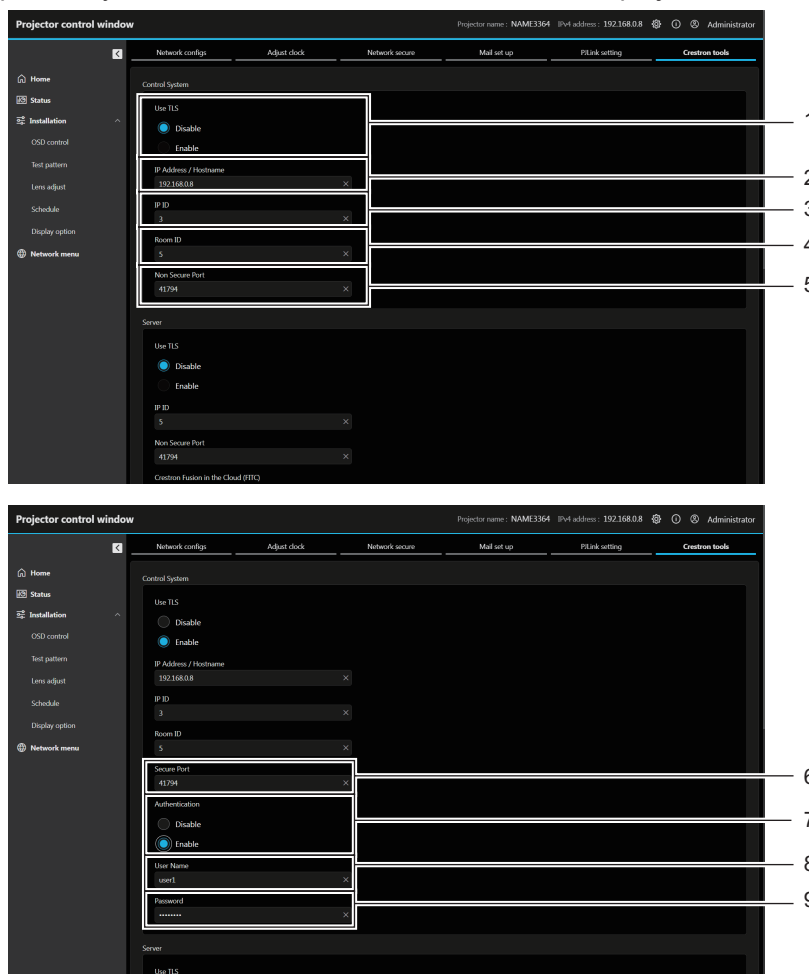 Projector control window
Projector name : NAME3364 IPv4 address : 192.168.0.8 Administrator
Network configs Adjust clock Network secure Mail set up PJLink setting Crestron tools
Home
Status
Installation
OSD control
Test pattern
Lens adjust
Schedule
Display option
Network menu
Control System
Use TLS
Disable
Enable
IP Address / Hostname
192.168.0.8 ×
IP ID
3 ×
Room ID
5 ×
Non Secure Port
41794 ×
Server
Use TLS
Disable
Enable
IP ID
5 ×
Non Secure Port
41794 ×
Crestron Fusion in the Cloud (FITC)
1
2
3
4
5
Projector control window
Projector name : NAME3364 IPv4 address : 192.168.0.8 Administrator
Network configs Adjust clock Network secure Mail set up PJLink setting Crestron tools
Home
Status
Installation
OSD control
Test pattern
Lens adjust
Schedule
Display option
Network menu
Control System
Use TLS
Disable
Enable
IP Address / Hostname
192.168.0.8 ×
IP ID
3 ×
Room ID
5 ×
Secure Port
41794 ×
Authentication
Disable
Enable
User Name
user1 ×
Password
•••••••• ×
Server
Use TLS
6
7
8
9